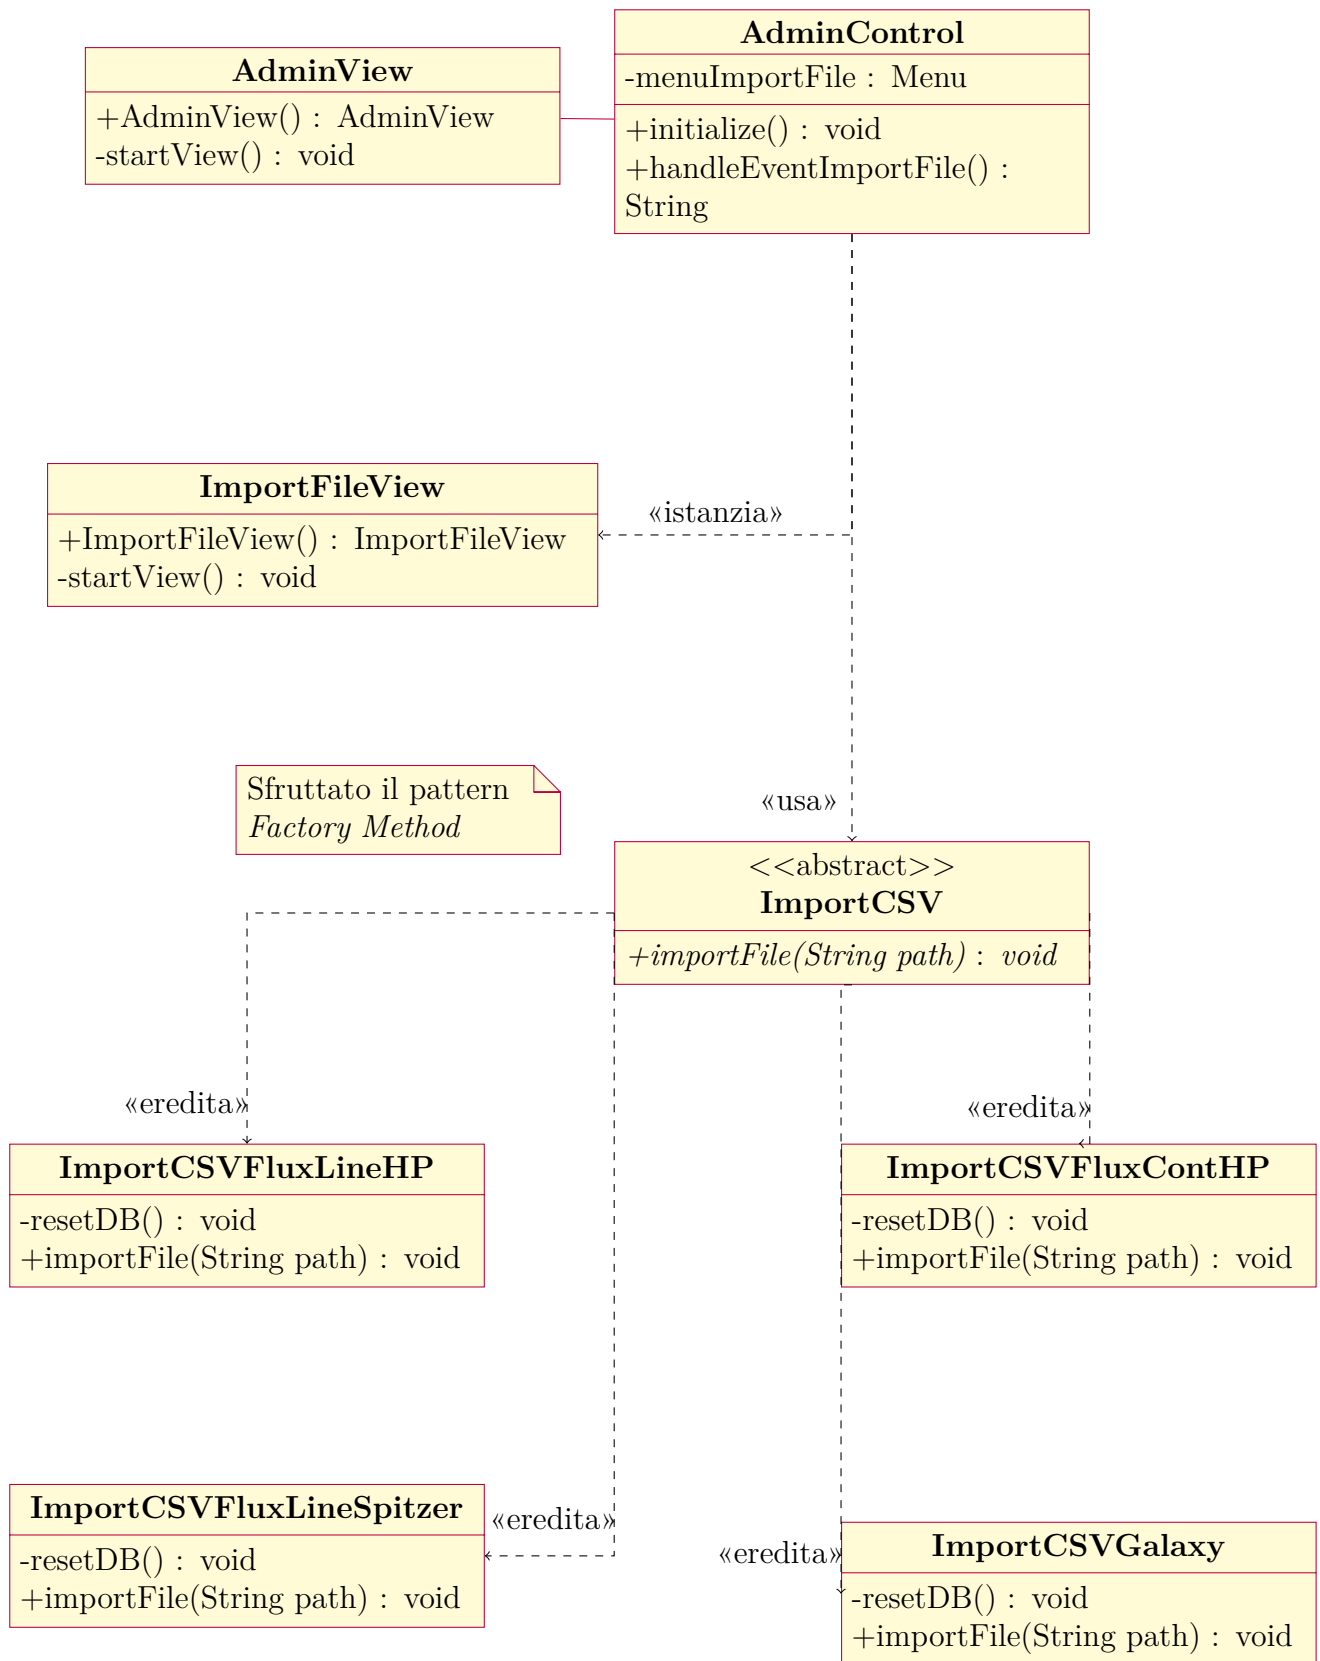 AdminControl
-menuImportFile : Menu
+initialize() : void
+handleEventImportFile() :
String
AdminView
+AdminView() : AdminView
-startView() : void
ImportFileView
+ImportFileView() : ImportFileView
-startView() : void
«istanzia»
Sfruttato il pattern
Factory Method
«usa»
<<abstract>>
ImportCSV
+importFile(String path) : void
«eredita»
«eredita»
ImportCSVFluxLineHP
-resetDB() : void
+importFile(String path) : void
ImportCSVFluxContHP
-resetDB() : void
+importFile(String path) : void
ImportCSVFluxLineSpitzer
-resetDB() : void
+importFile(String path) : void
«eredita»
«eredita»
ImportCSVGalaxy
-resetDB() : void
+importFile(String path) : void